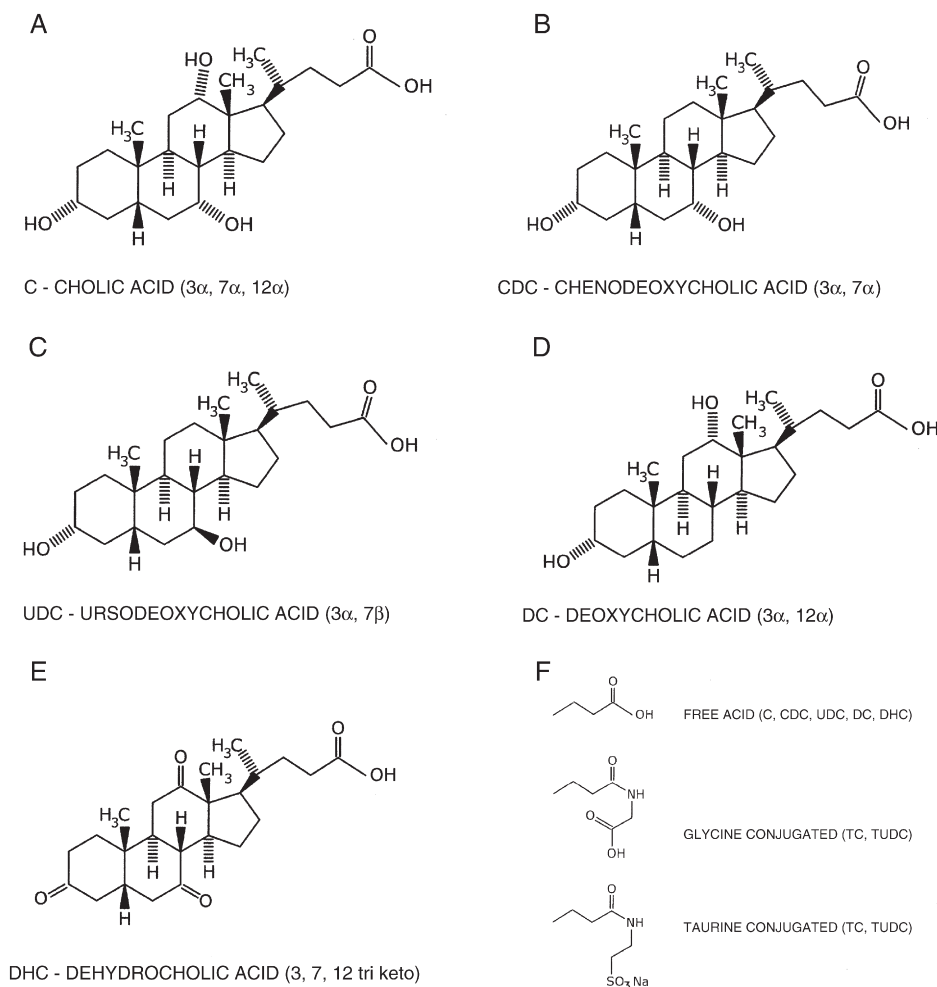 A
HO
H3C
CH3
O
OH
H3C
H
H
H
HO
OH
H
C - CHOLIC ACID (3α, 7α, 12α)
B
H3C
CH3
O
OH
H3C
H
H
H
HO
OH
H
CDC - CHENODEOXYCHOLIC ACID (3α, 7α)
C
H3C
H3C
O
OH
H3C
H
H
H
HO
OH
H
UDC - URSODEOXYCHOLIC ACID (3α, 7β)
D
HO
H3C
CH3
O
OH
H3C
H
H
H
HO
H
DC - DEOXYCHOLIC ACID (3α, 12α)
E
O
H3C
CH3
O
OH
H3C
H
H
H
O
O
H
DHC - DEHYDROCHOLIC ACID (3, 7, 12 tri keto)
F
O
OH
FREE ACID (C, CDC, UDC, DC, DHC)
O
NH
O
OH
GLYCINE CONJUGATED (TC, TUDC)
O
NH
SO3 Na
TAURINE CONJUGATED (TC, TUDC)